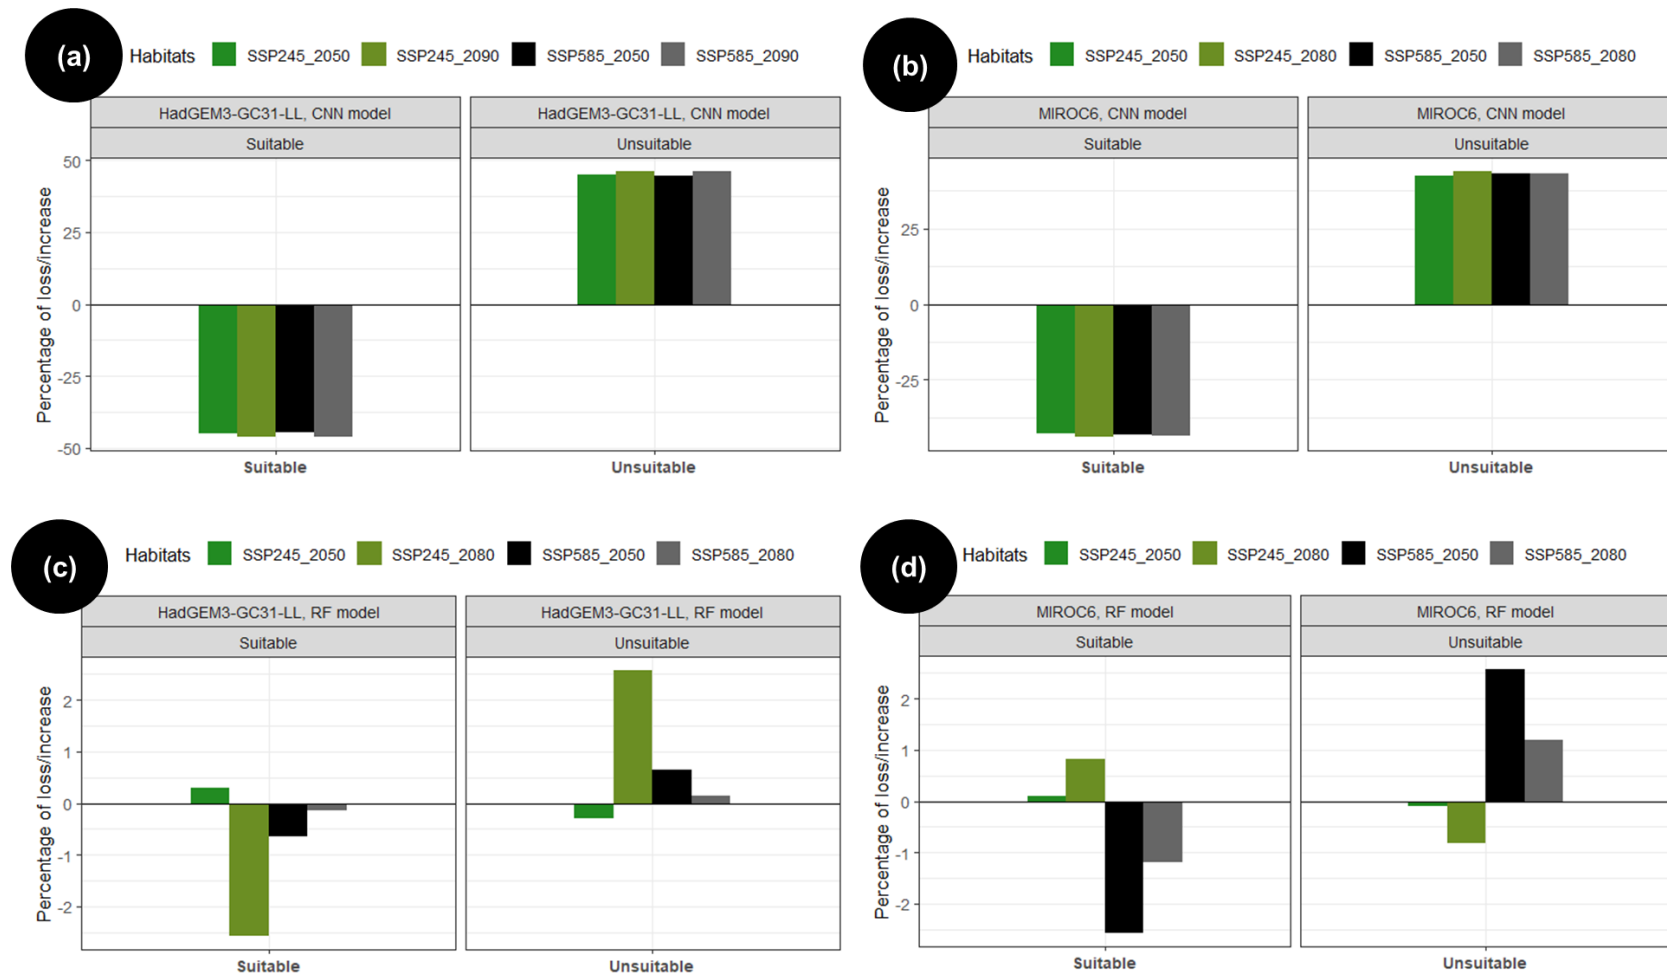 (a)
Habitats SSP245_2050 SSP245_2090 SSP585_2050 SSP585_2090
HadGEM3-GC31-LL, CNN model HadGEM3-GC31-LL, CNN model
Suitable Unsuitable
Percentage of loss/increase
50
25
0
-25
-50
Suitable Unsuitable
(b)
Habitats SSP245_2050 SSP245_2080 SSP585_2050 SSP585_2080
MIROC6, CNN model MIROC6, CNN model
Suitable Unsuitable
Percentage of loss/increase
25
0
-25
Suitable Unsuitable
(c)
Habitats SSP245_2050 SSP245_2080 SSP585_2050 SSP585_2080
HadGEM3-GC31-LL, RF model HadGEM3-GC31-LL, RF model
Suitable Unsuitable
Percentage of loss/increase
2
1
0
-1
-2
Suitable Unsuitable
(d)
Habitats SSP245_2050 SSP245_2080 SSP585_2050 SSP585_2080
MIROC6, RF model MIROC6, RF model
Suitable Unsuitable
Percentage of loss/increase
2
1
0
-1
-2
Suitable Unsuitable